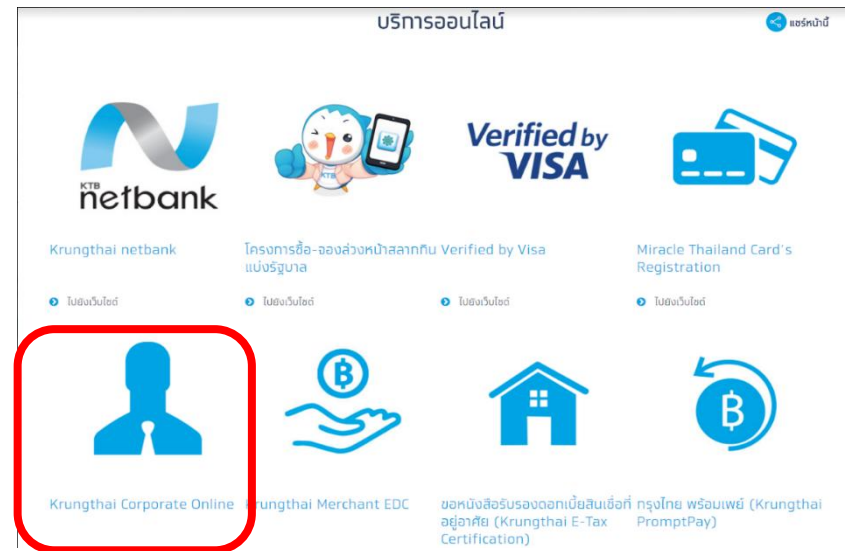 บริการออนไลน์
แชร์หน้านี้
KTB
netbank
KTB
Verified by
VISA
Krungthai netbank
โครงการซื้อ-จองล่วงหน้าสลากกินแบ่งรัฐบาล
Verified by Visa
Miracle Thailand Card's
Registration
ไปยังเว็บไซต์
ไปยังเว็บไซต์
ไปยังเว็บไซต์
ไปยังเว็บไซต์
Krungthai Corporate Online
Krungthai Merchant EDC
ขอหนังสือรับรองดอกเบี้ยสินเชื่อที่
อยู่อาศัย (Krungthai E-Tax
Certification)
กรุงไทย พร้อมเพย์ (Krungthai
PromptPay)